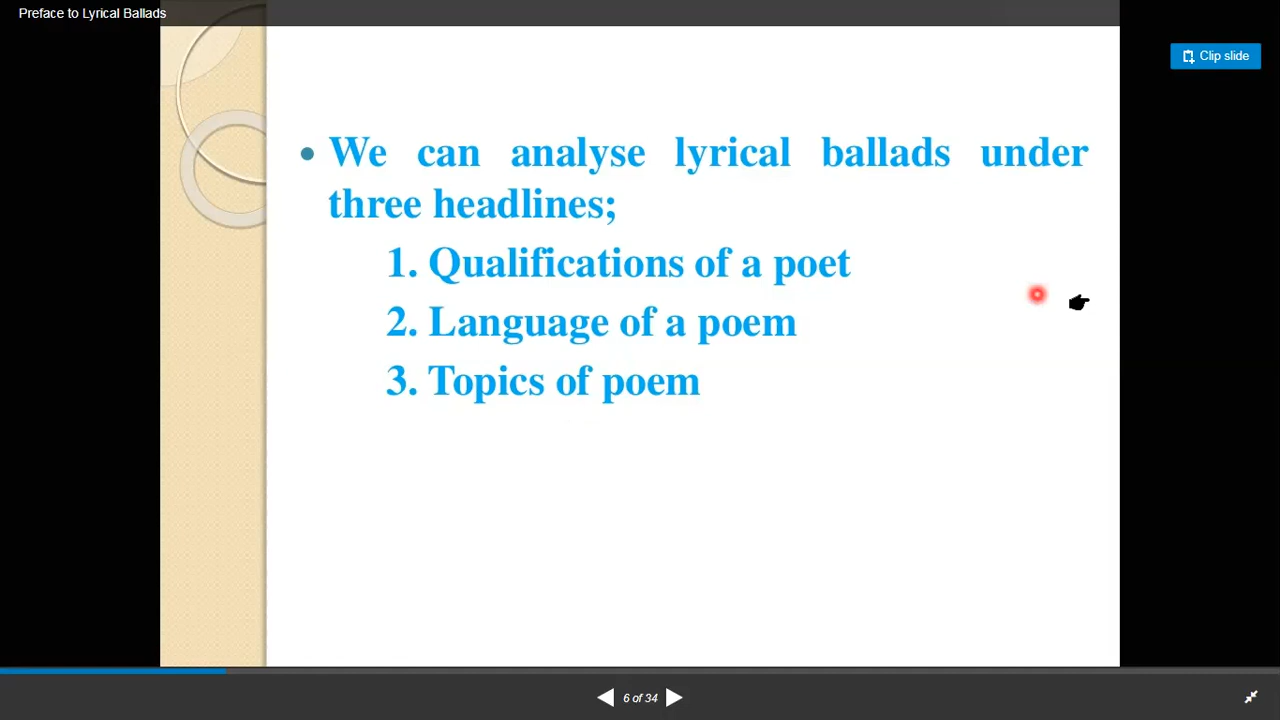 Preface to Lyrical Ballads
Clip slide
We can analyse lyrical ballads under
three headlines;
1. Qualifications of a poet
2. Language of a poem
3. Topics of poem
6 of 34